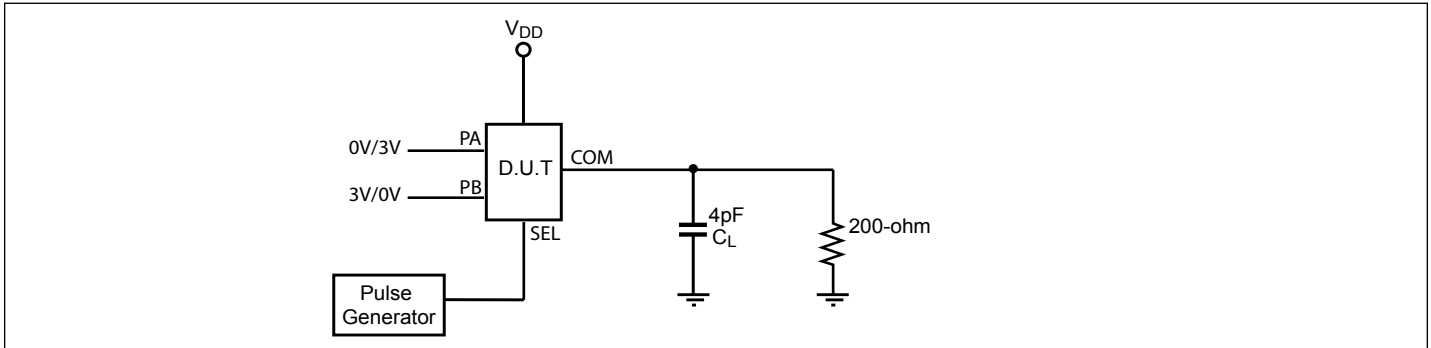 VDD
0V/3V
PA
3V/0V
PB
D.U.T
COM
SEL
4pF
CL
200-ohm
Pulse
Generator